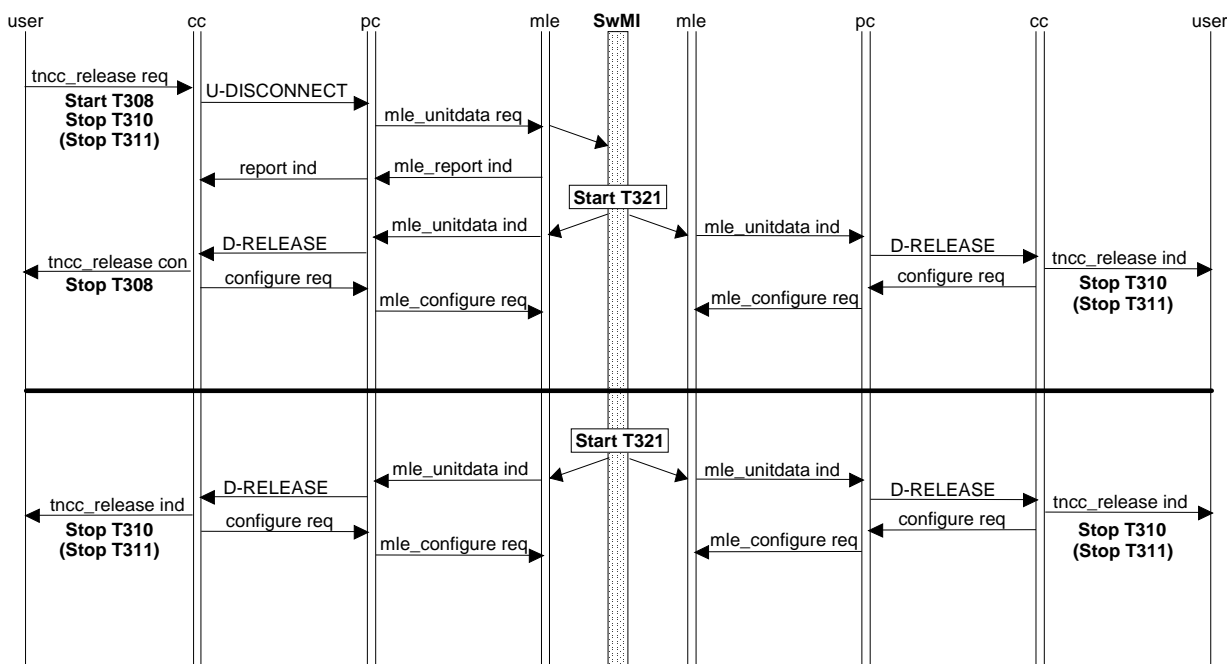 user cc pc mle SwMI mle pc cc user
tncc_release req
Start T308
Stop T310
(Stop T311)
U-DISCONNECT
mle_unitdata req
report ind
mle_report ind
Start T321
mle_unitdata ind
D-RELEASE
tncc_release con
Stop T308
configure req
mle_configure req
mle_unitdata ind
D-RELEASE
tncc_release ind
Stop T310
(Stop T311)
configure req
mle_configure req
Start T321
mle_unitdata ind
D-RELEASE
tncc_release ind
Stop T310
(Stop T311)
configure req
mle_configure req
mle_unitdata ind
D-RELEASE
tncc_release ind
Stop T310
(Stop T311)
configure req
mle_configure req